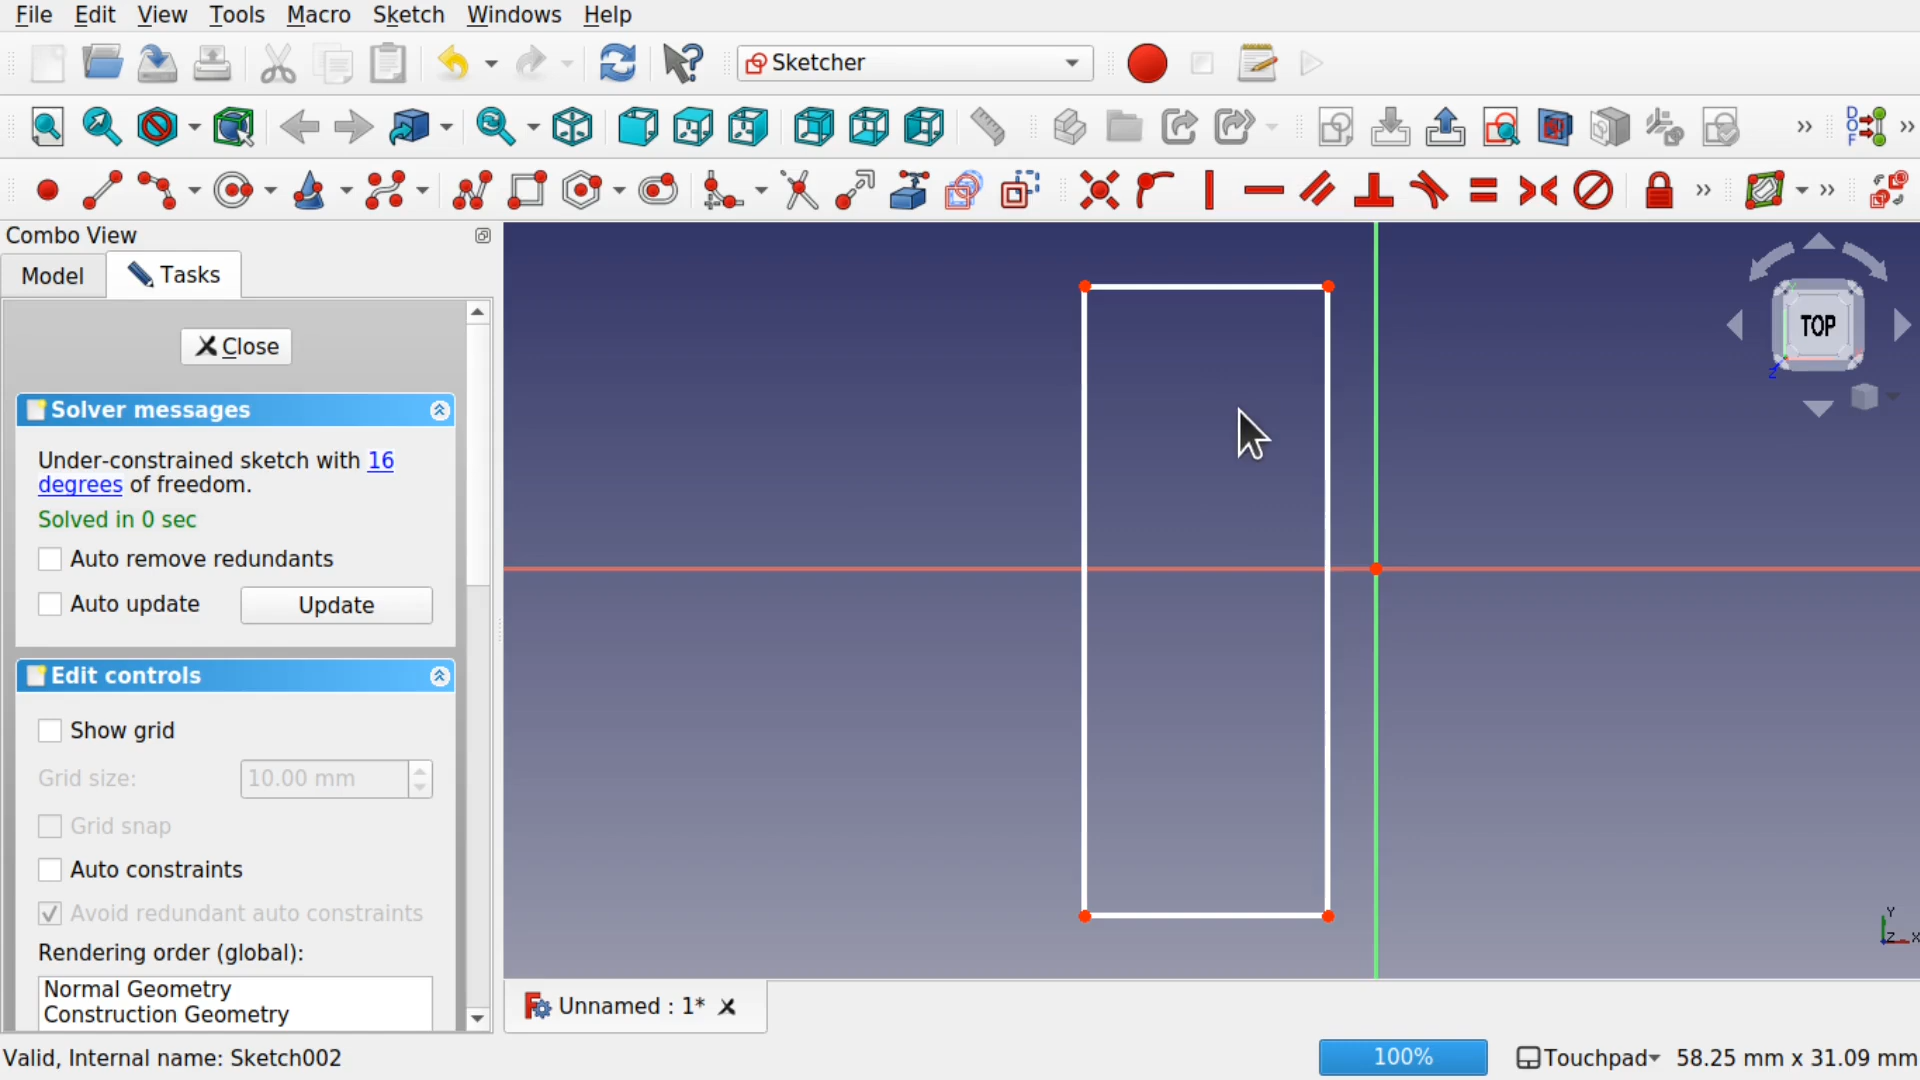 File Edit View Tools Macro Sketch Windows Help
Sketcher
DOF
Combo View
Model Tasks
TOP
Z
Close
Solver messages
Under-constrained sketch with 16
degrees of freedom.
Solved in 0 sec
Auto remove redundants
Auto update Update
Edit controls
Show grid
Grid size: 10.00 mm
Grid snap
Auto constraints
Avoid redundant auto constraints
Y
Z X
Rendering order (global):
Normal Geometry
Construction Geometry
Unnamed : 1*
Valid, Internal name: Sketch002 100% Touchpad 58.25 mm x 31.09 mm